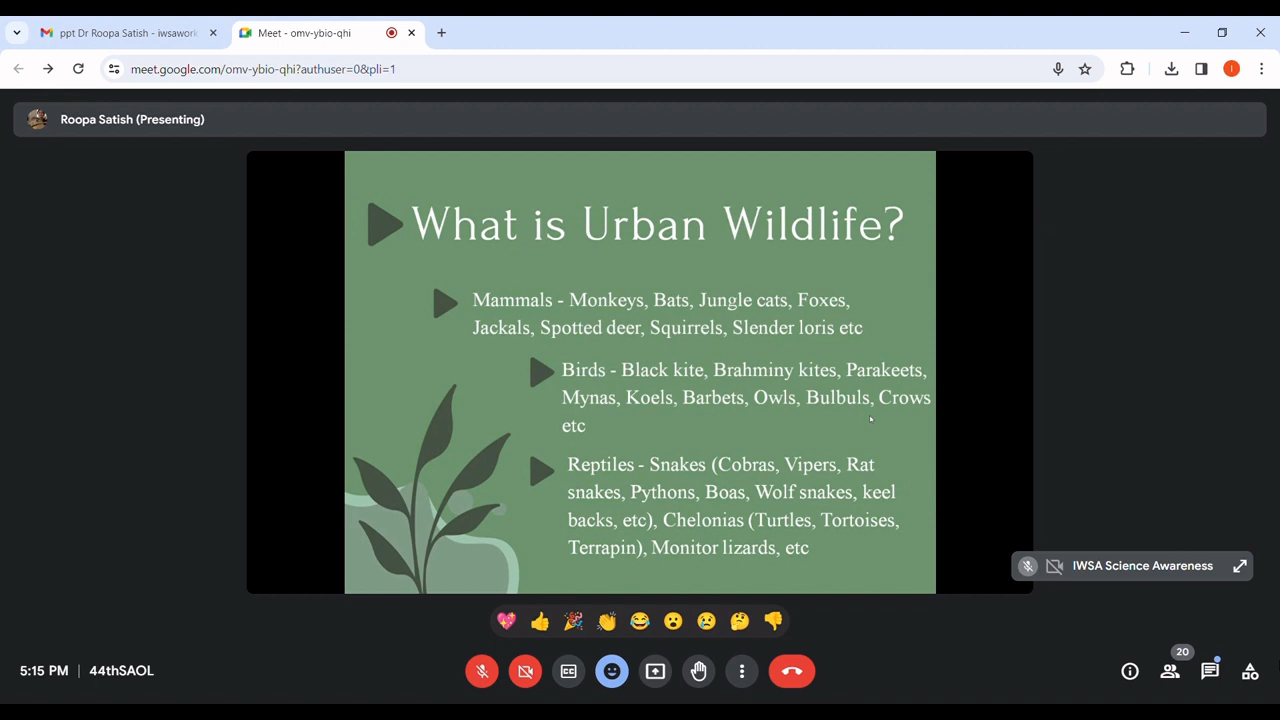 ppt Dr Roopa Satish - iwsawork
Meet - omv-ybio-qhi
meet.google.com/omv-ybio-qhi?authuser=0&pli=1
I
Roopa Satish (Presenting)
What is Urban Wildlife?
Mammals - Monkeys, Bats, Jungle cats, Foxes,
Jackals, Spotted deer, Squirrels, Slender loris etc
Birds - Black kite, Brahminy kites, Parakeets,
Mynas, Koels, Barbets, Owls, Bulbuls, Crows
etc
Reptiles - Snakes (Cobras, Vipers, Rat
snakes, Pythons, Boas, Wolf snakes, keel
backs, etc), Chelonias (Turtles, Tortoises,
Terrapin), Monitor lizards, etc
IWSA Science Awareness
5:15 PM | 44thSAOL
20